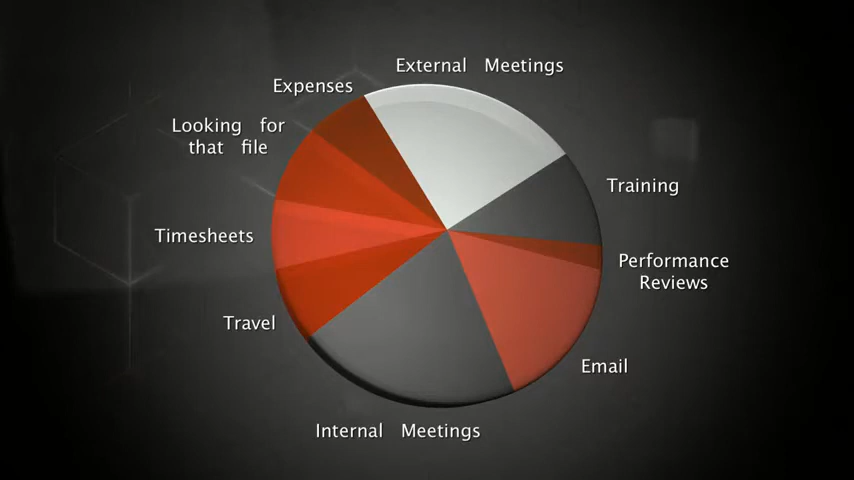 External Meetings
Expenses
Looking for
that file
Training
Timesheets
Performance
Reviews
Travel
Email
Internal Meetings